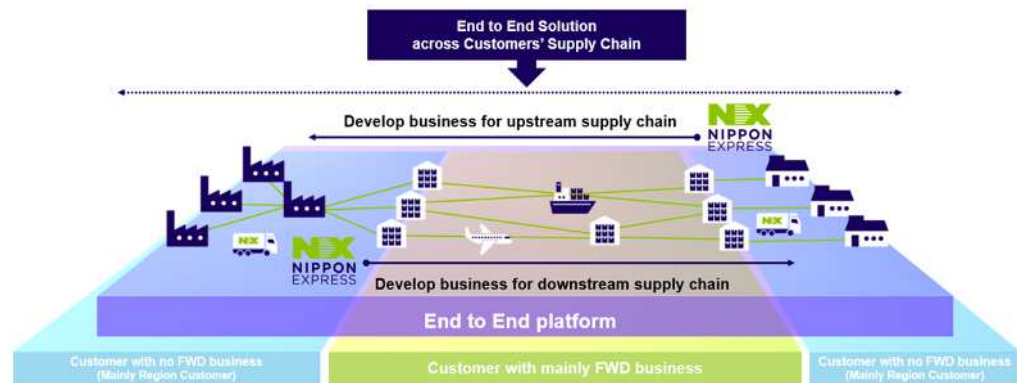 End to End Solution
across Customers' Supply Chain
Develop business for upstream supply chain
NX
NIPPON
EXPRESS
NX
NX
NX
NIPPON
EXPRESS
Develop business for downstream supply chain
End to End platform
Customer with no FWD business
(Mainly Region Customer)
Customer with mainly FWD business
Customer with no FWD business
(Mainly Region Customer)